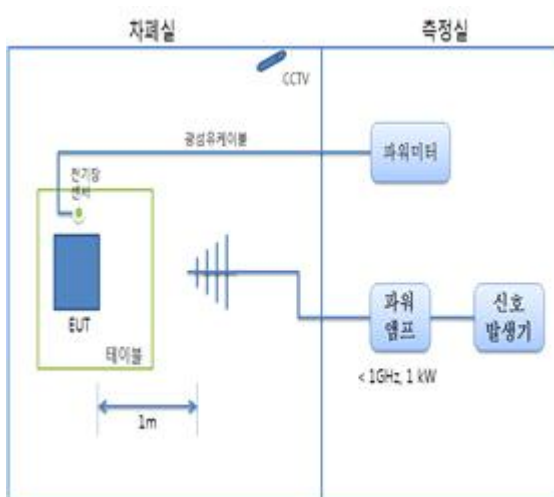 차폐실
측정실
CCTV
광섬유케이블
파워미터
전기장
센서
EUT
테이블
파워
앰프
신호
발생기
< 1GHz, 1 kW
1m